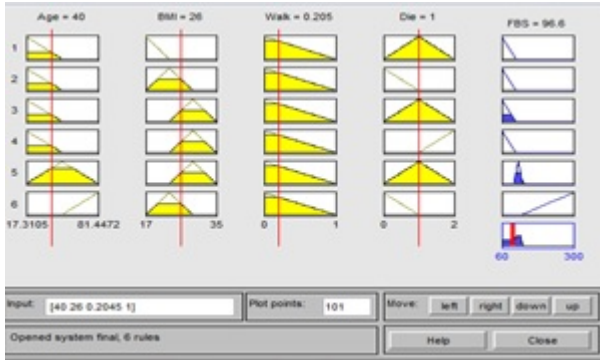 Age = 40 BMI = 26 Walk = 0.205 Die = 1 FBS = 96.6
1
2
3
4
5
6
17.3105 81.4472 17 35 0 1 0 2
60 300
Input: [40 26 0.2045 1] Plot points: 101 Move: left right down up
Opened system final, 6 rules Help Close